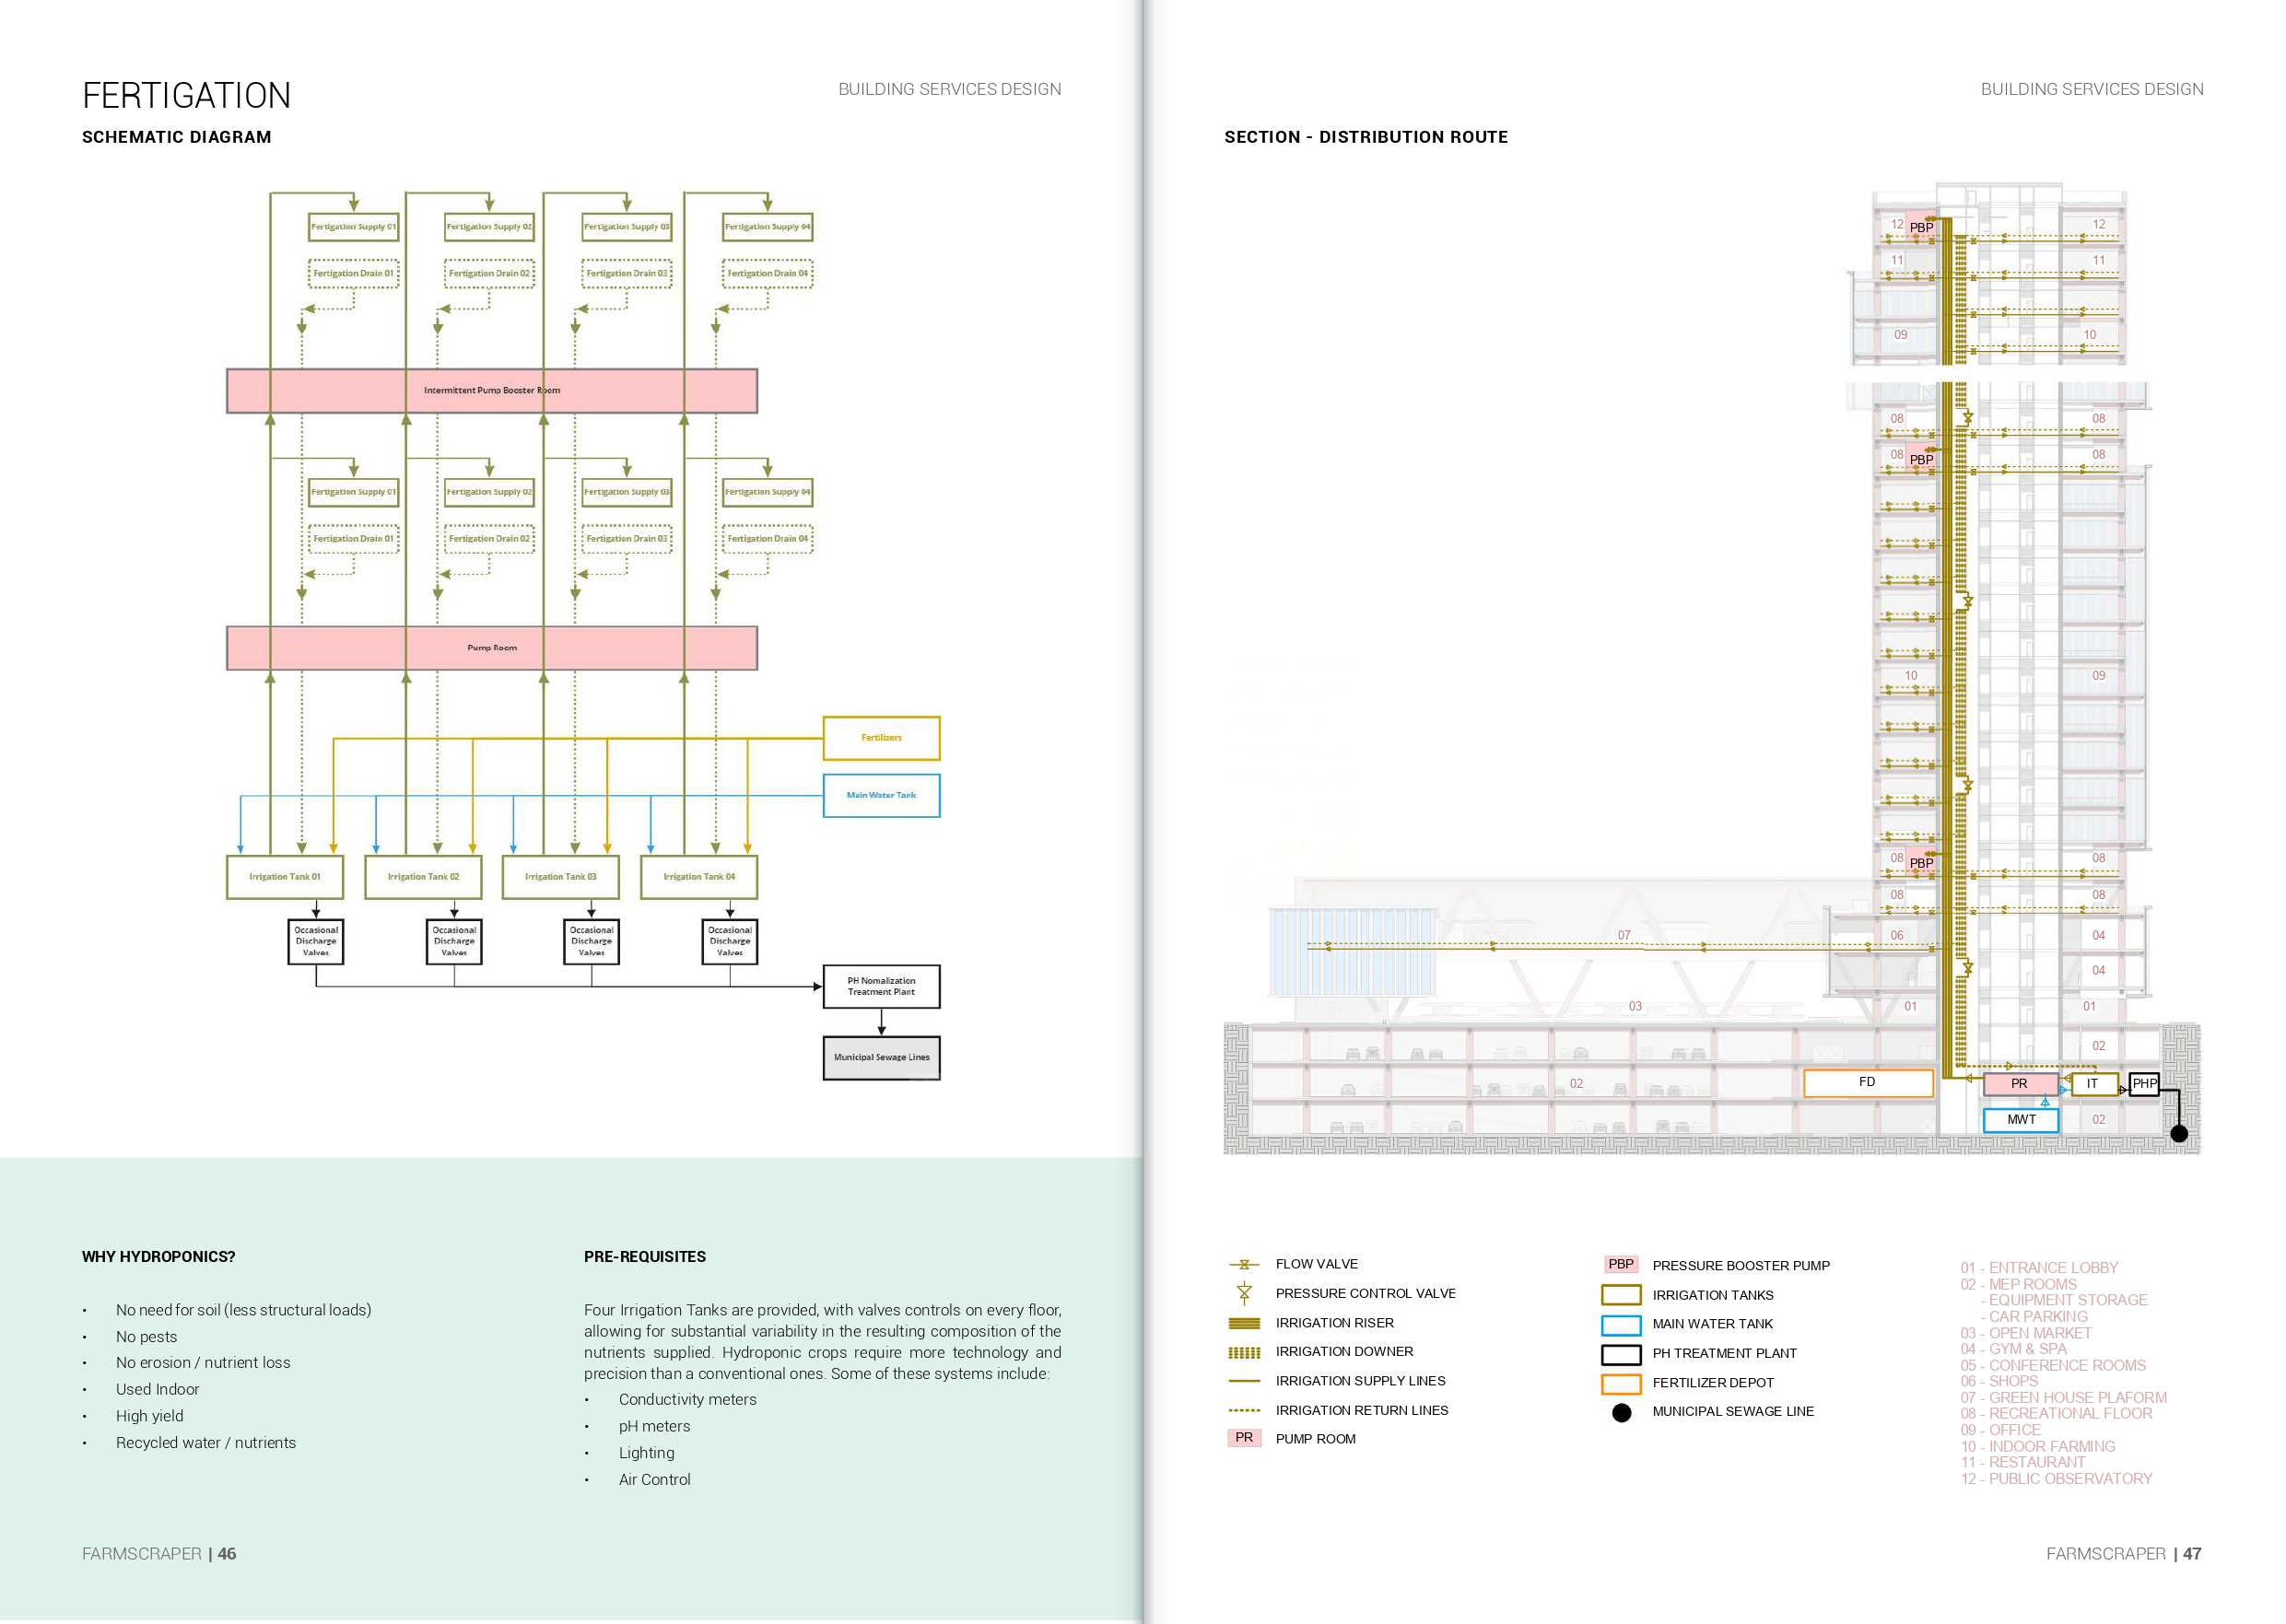 FERTIGATION
BUILDING SERVICES DESIGN
SCHEMATIC DIAGRAM
Fertigation Supply 01
Fertigation Supply 02
Fertigation Supply 03
Fertigation Supply 04
Fertigation Drain 01
Fertigation Drain 02
Fertigation Drain 03
Fertigation Drain 04
Intermittent Pump Booster Room
Fertigation Supply 01
Fertigation Supply 02
Fertigation Supply 03
Fertigation Supply 04
Fertigation Drain 01
Fertigation Drain 02
Fertigation Drain 03
Fertigation Drain 04
Pump Room
Fertilizers
Main Water Tank
Irrigation Tank 01
Irrigation Tank 02
Irrigation Tank 03
Irrigation Tank 04
Occasional
Discharge
Valves
Occasional
Discharge
Valves
Occasional
Discharge
Valves
Occasional
Discharge
Valves
PH Nomalization
Treatment Plant
Municipal Sewage Lines
WHY HYDROPONICS?
• No need for soil (less structural loads)
• No pests
• No erosion / nutrient loss
• Used Indoor
• High yield
• Recycled water / nutrients
PRE-REQUISITES
Four Irrigation Tanks are provided, with valves controls on every floor,
allowing for substantial variability in the resulting composition of the
nutrients supplied. Hydroponic crops require more technology and
precision than a conventional ones. Some of these systems include:
• Conductivity meters
• pH meters
• Lighting
• Air Control
FARMSCRAPER | 46
BUILDING SERVICES DESIGN
SECTION - DISTRIBUTION ROUTE
12
PBP
12
11
11
09
10
08
08
08
PBP
08
10
09
08
PBP
08
08
08
07
06
04
04
03
01
01
02
02
FD
PR
IT
PHP
MWT
02
FLOW VALVE
PRESSURE CONTROL VALVE
IRRIGATION RISER
IRRIGATION DOWNER
IRRIGATION SUPPLY LINES
IRRIGATION RETURN LINES
PR PUMP ROOM
PBP PRESSURE BOOSTER PUMP
IRRIGATION TANKS
MAIN WATER TANK
PH TREATMENT PLANT
FERTILIZER DEPOT
MUNICIPAL SEWAGE LINE
01 - ENTRANCE LOBBY
02 - MEP ROOMS
- EQUIPMENT STORAGE
- CAR PARKING
03 - OPEN MARKET
04 - GYM & SPA
05 - CONFERENCE ROOMS
06 - SHOPS
07 - GREEN HOUSE PLAFORM
08 - RECREATIONAL FLOOR
09 - OFFICE
10 - INDOOR FARMING
11 - RESTAURANT
12 - PUBLIC OBSERVATORY
FARMSCRAPER | 47